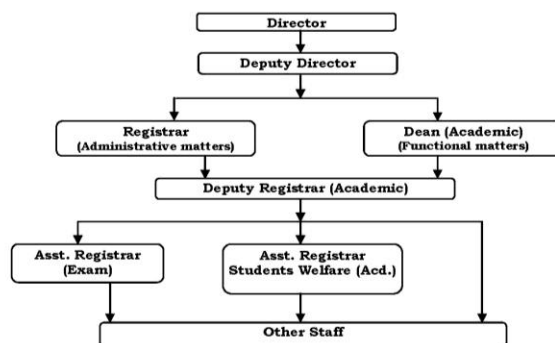 Director
Deputy Director
Registrar
(Administrative matters)
Dean (Academic)
(Functional matters)
Deputy Registrar (Academic)
Asst. Registrar
(Exam)
Asst. Registrar
Students Welfare (Acd.)
Other Staff